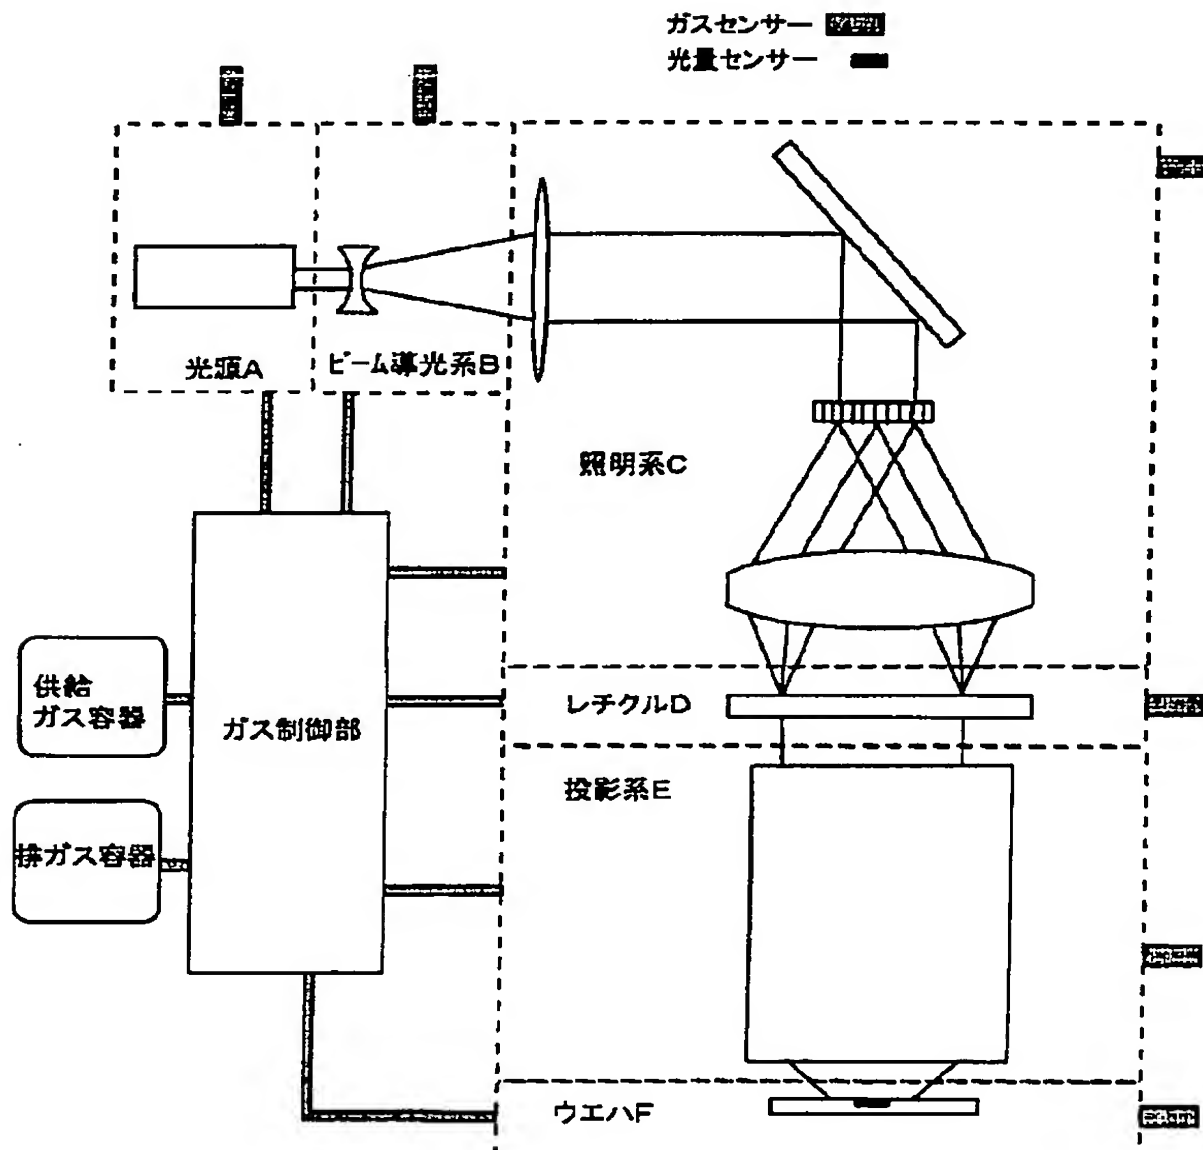 ガスセンサー
光量センサー
光源A
ビーム導光系B
照明系C
供給
ガス容器
ガス制御部
排ガス容器
レチクルD
投影系E
ウエハF